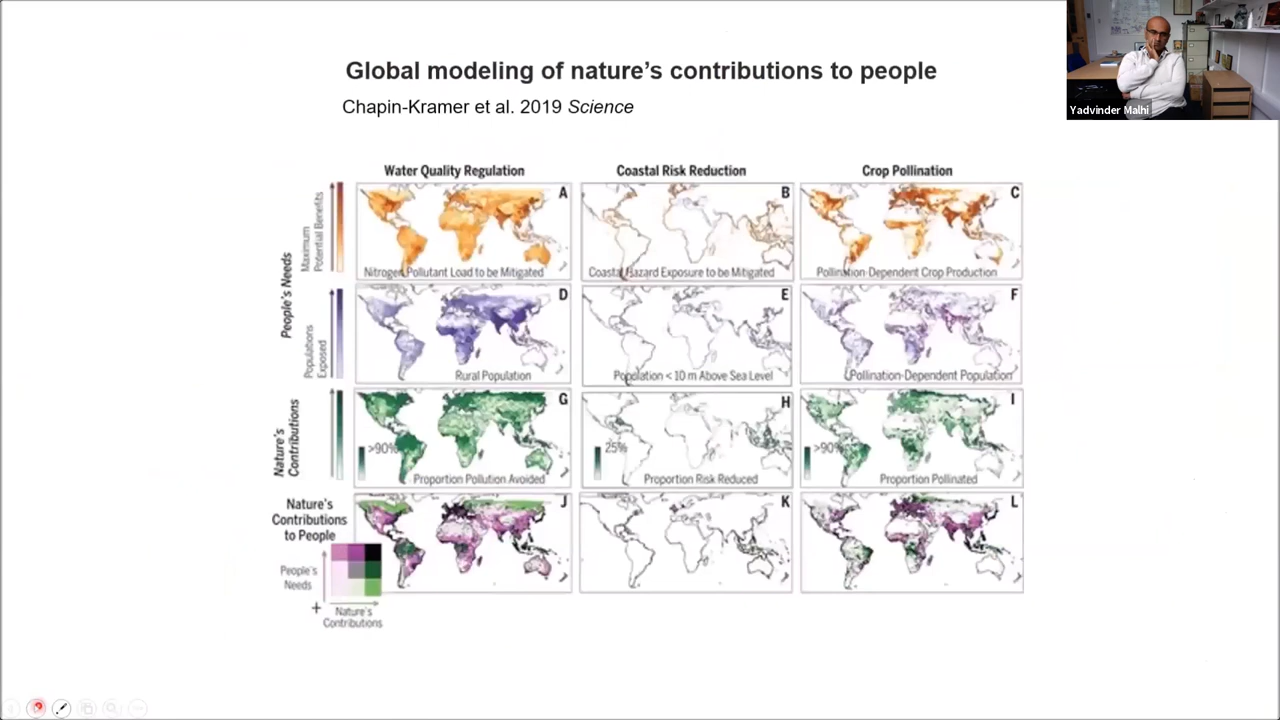 Global modeling of nature's contributions to people
Chapin-Kramer et al. 2019 Science
Yadvinder Malhi
Water Quality Regulation
Coastal Risk Reduction
Crop Pollination
People's Needs
Maximum
Potential Benefits
A
Nitrogen Pollutant Load to be Mitigated
B
Coastal Hazard Exposure to be Mitigated
C
Pollination-Dependent Crop Production
Populations
Exposed
D
Rural Population
E
Population < 10 m Above Sea Level
F
Pollination-Dependent Population
Nature's
Contributions
G
>90%
Proportion Pollution Avoided
H
25%
Proportion Risk Reduced
I
>90%
Proportion Pollinated
Nature's
Contributions
to People
J
K
L
People's
Needs
+
Nature's
Contributions